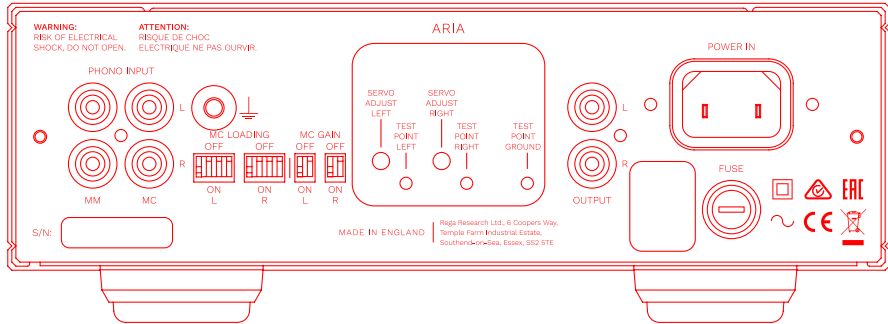 WARNING:
RISK OF ELECTRICAL
SHOCK, DO NOT OPEN.
ATTENTION:
RISQUE DE CHOC
ELECTRIQUE NE PAS OURVIR.
ARIA
POWER IN
PHONO INPUT
L
R
MM
MC
MC LOADING
OFF
OFF
ON
L
ON
R
MC GAIN
OFF
OFF
ON
L
ON
R
SERVO
ADJUST
LEFT
TEST
POINT
LEFT
SERVO
ADJUST
RIGHT
TEST
POINT
RIGHT
TEST
POINT
GROUND
L
R
OUTPUT
FUSE
EAC
CE
S/N:
MADE IN ENGLAND
Rega Research Ltd., 6 Coopers Way,
Temple Farm Industrial Estate,
Southend-on-Sea, Essex, SS2 5TE